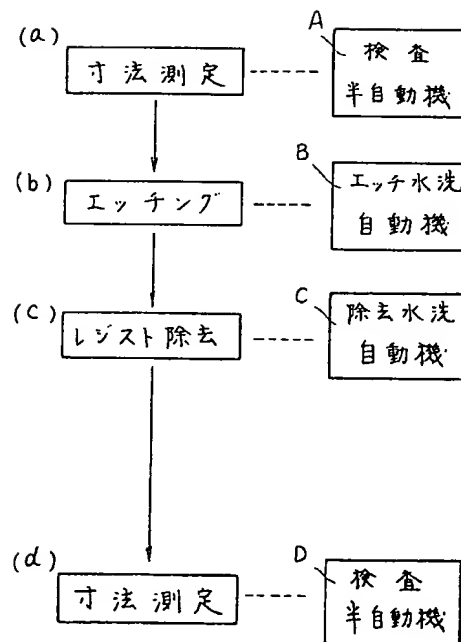 (a)
寸法測定
A
検査
半自動機
(b)
エッチング
B
エッチ水洗
自動機
(c)
レジスト除去
C
除去水洗
自動機
(d)
寸法測定
D
検査
半自動機